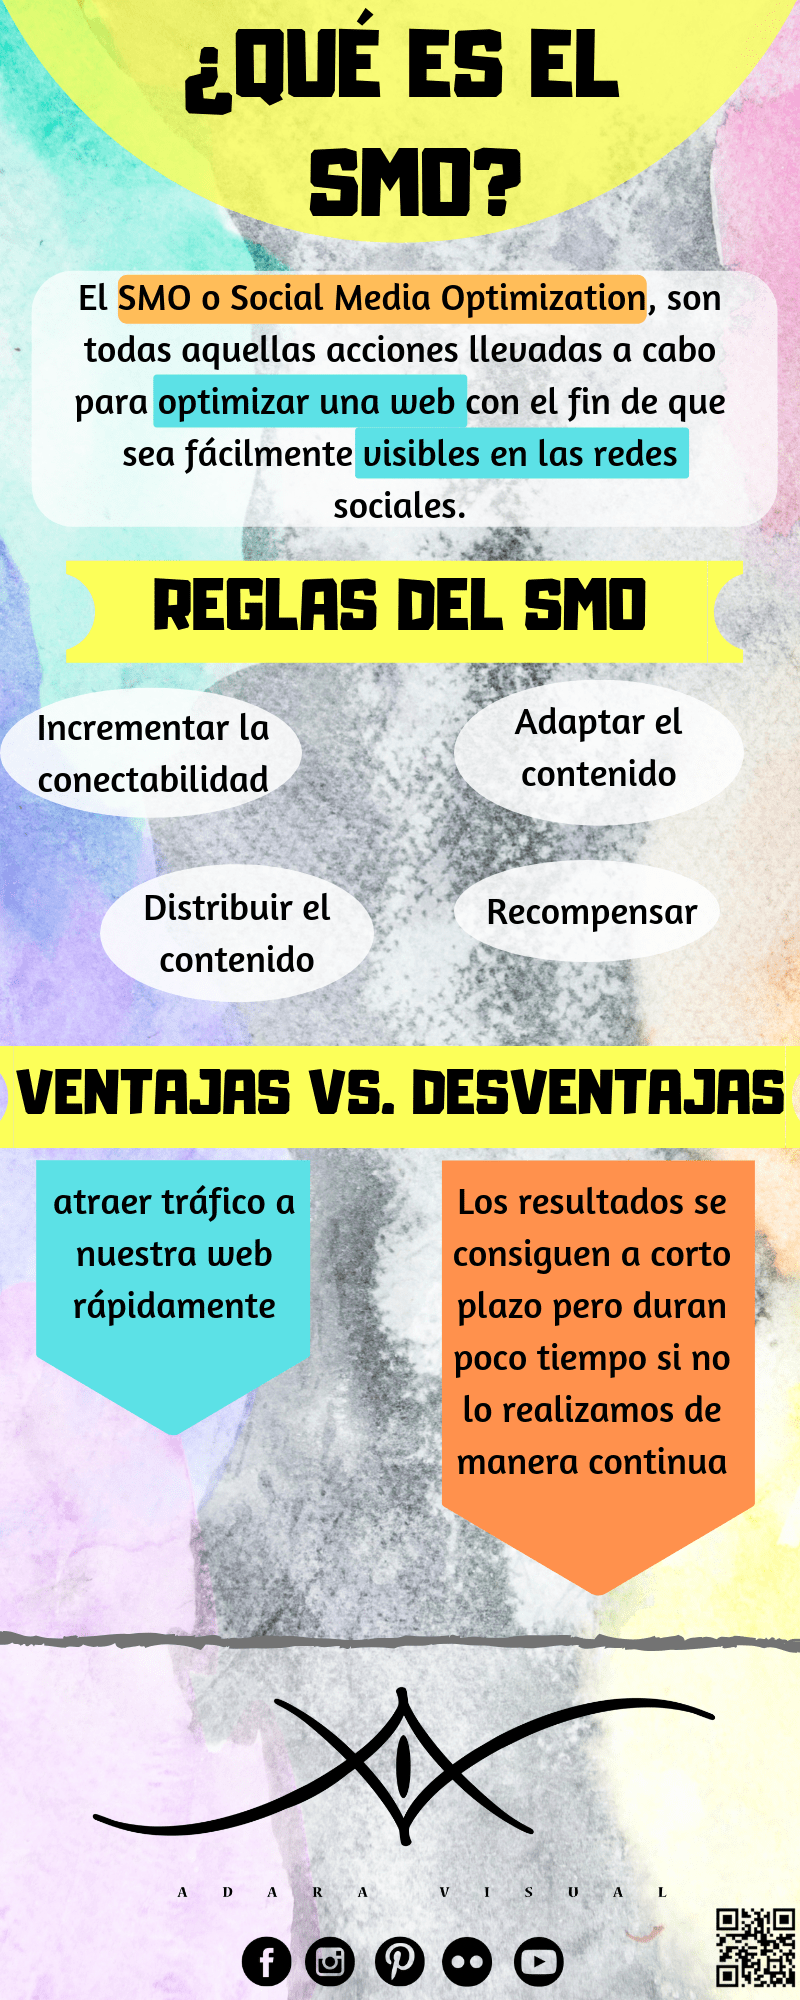 ¿QUÉ ES EL
SMO?
El SMO o Social Media Optimization, son
todas aquellas acciones llevadas a cabo
para optimizar una web con el fin de que
sea fácilmente visibles en las redes
sociales.
REGLAS DEL SMO
Incrementar la
conectabilidad
Adaptar el
contenido
Distribuir el
contenido
Recompensar
VENTAJAS VS. DESVENTAJAS
atraer tráfico a
nuestra web
rápidamente
Los resultados se
consiguen a corto
plazo pero duran
poco tiempo si no
lo realizamos de
manera continua
ADARA VISUAL